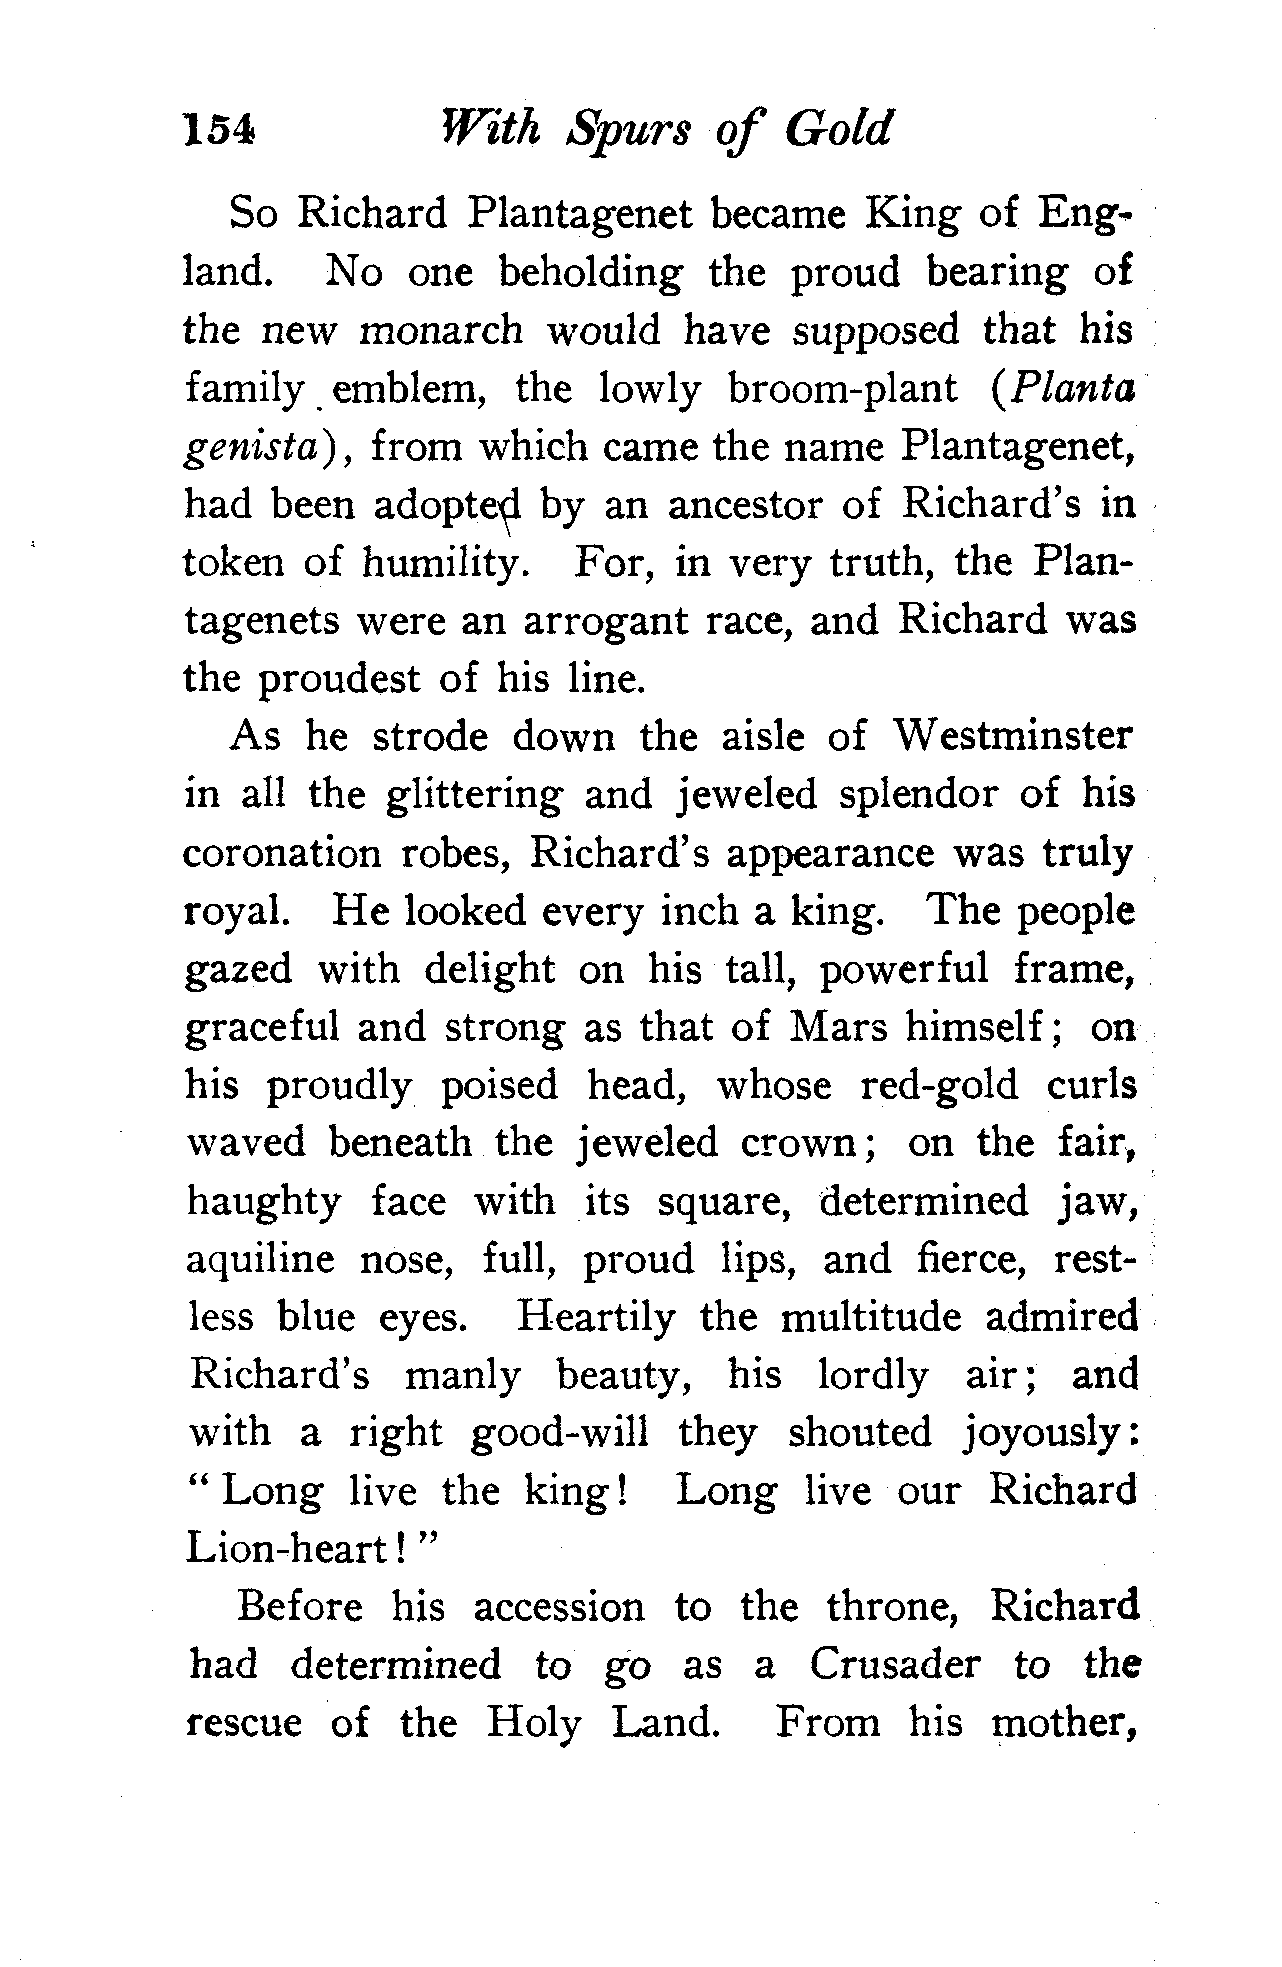 154 With Spurs of Gold
So Richard Plantagenet became King of Eng-
land. No one beholding the proud bearing of
the new monarch would have supposed that his
family emblem, the lowly broom-plant (Planta
genista), from which came the name Plantagenet,
had been adopted by an ancestor of Richard's in
token of humility. For, in very truth, the Plan-
tagenets were an arrogant race, and Richard was
the proudest of his line.
As he strode down the aisle of Westminster
in all the glittering and jeweled splendor of his
coronation robes, Richard's appearance was truly
royal. He looked every inch a king. The people
gazed with delight on his tall, powerful frame,
graceful and strong as that of Mars himself; on
his proudly poised head, whose red-gold curls
waved beneath the jeweled crown; on the fair,
haughty face with its square, determined jaw,
aquiline nose, full, proud lips, and fierce, rest-
less blue eyes. Heartily the multitude admired
Richard's manly beauty, his lordly air; and
with a right good-will they shouted joyously:
" Long live the king! Long live our Richard
Lion-heart! "
Before his accession to the throne, Richard
had determined to go as a Crusader to the
rescue of the Holy Land. From his mother,